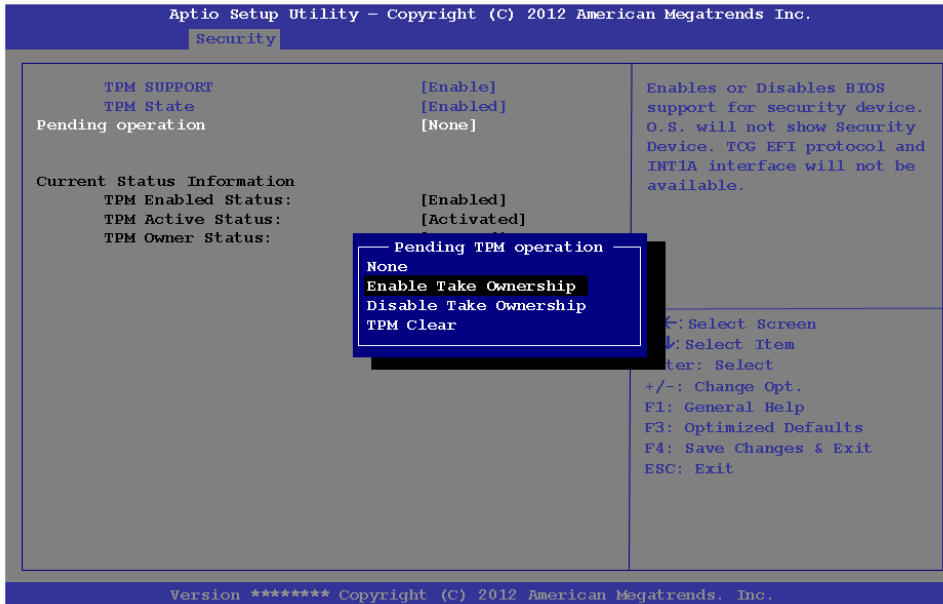 Aptio Setup Utility – Copyright (C) 2012 American Megatrends Inc.
Security
TPM SUPPORT [Enable]
TPM State [Enabled]
Pending operation [None]
Current Status Information
TPM Enabled Status: [Enabled]
TPM Active Status: [Activated]
TPM Owner Status:
Pending TPM operation
None
Enable Take Ownership
Disable Take Ownership
TPM Clear
Enables or Disables BIOS
support for security device.
O.S. will not show Security
Device. TCG EFI protocol and
INT1A interface will not be
available.
←:Select Screen
↓:Select Item
ter: Select
+/-: Change Opt.
F1: General Help
F3: Optimized Defaults
F4: Save Changes & Exit
ESC: Exit
Version ******** Copyright (C) 2012 American Megatrends. Inc.